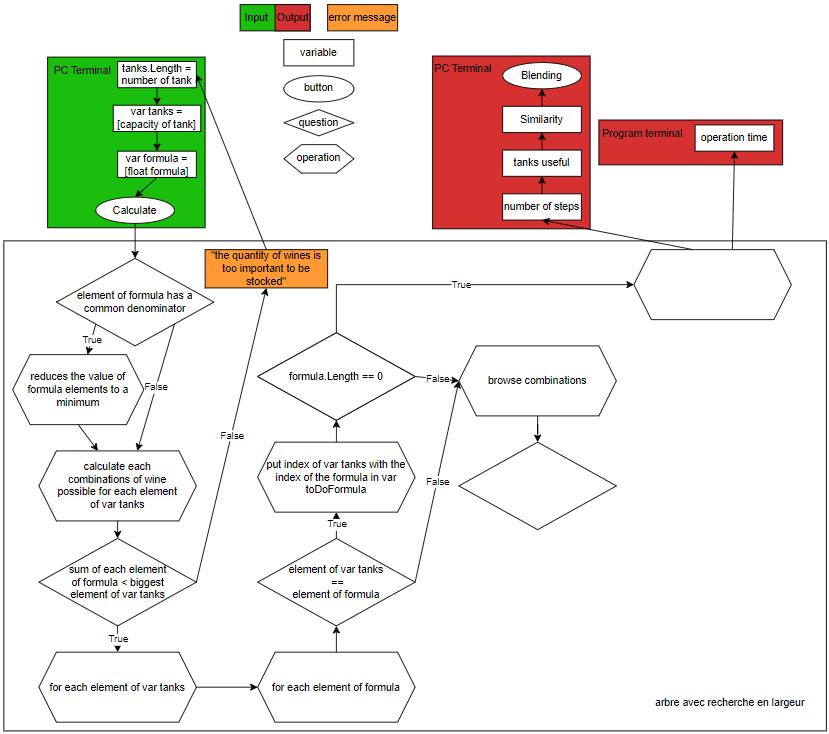 Input
Output
error message
variable
button
question
operation
PC Terminal
tanks.Length =
number of tank
var tanks =
[capacity of tank]
var formula =
[float formula]
Calculate
PC Terminal
Blending
Similarity
tanks useful
number of steps
Program terminal
operation time
"the quantity of wines is
too important to be
stocked"
element of formula has a
common denominator
True
False
reduces the value of
formula elements to a
minimum
calculate each
combinations of wine
possible for each element
of var tanks
sum of each element
of formula < biggest
element of var tanks
False
True
for each element of var tanks
for each element of formula
element of var tanks
==
element of formula
True
False
put index of var tanks with the
index of the formula in var
toDoFormula
formula.Length == 0
True
False
browse combinations
arbre avec recherche en largeur